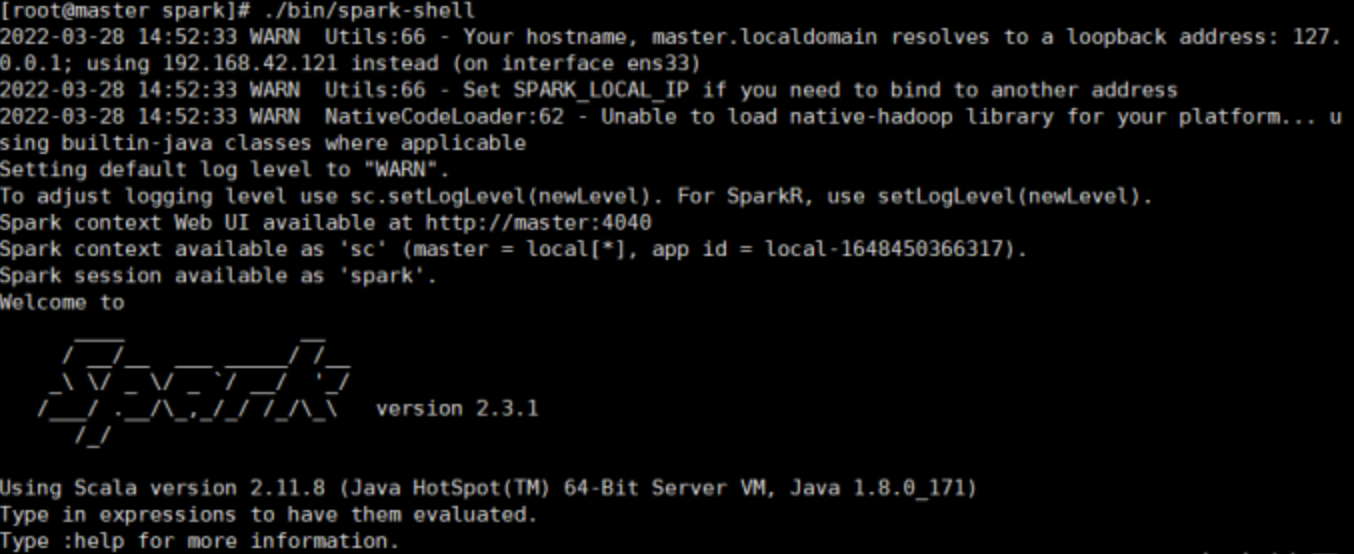 [root@master spark]# ./bin/spark-shell
2022-03-28 14:52:33 WARN  Utils:66 - Your hostname, master.localdomain resolves to a loopback address: 127.
0.0.1; using 192.168.42.121 instead (on interface ens33)
2022-03-28 14:52:33 WARN  Utils:66 - Set SPARK_LOCAL_IP if you need to bind to another address
2022-03-28 14:52:33 WARN  NativeCodeLoader:62 - Unable to load native-hadoop library for your platform... u
sing builtin-java classes where applicable
Setting default log level to "WARN".
To adjust logging level use sc.setLogLevel(newLevel). For SparkR, use setLogLevel(newLevel).
Spark context Web UI available at http://master:4040
Spark context available as 'sc' (master = local[*], app id = local-1648450366317).
Spark session available as 'spark'.
Welcome to
Spark version 2.3.1
Using Scala version 2.11.8 (Java HotSpot(TM) 64-Bit Server VM, Java 1.8.0_171)
Type in expressions to have them evaluated.
Type :help for more information.